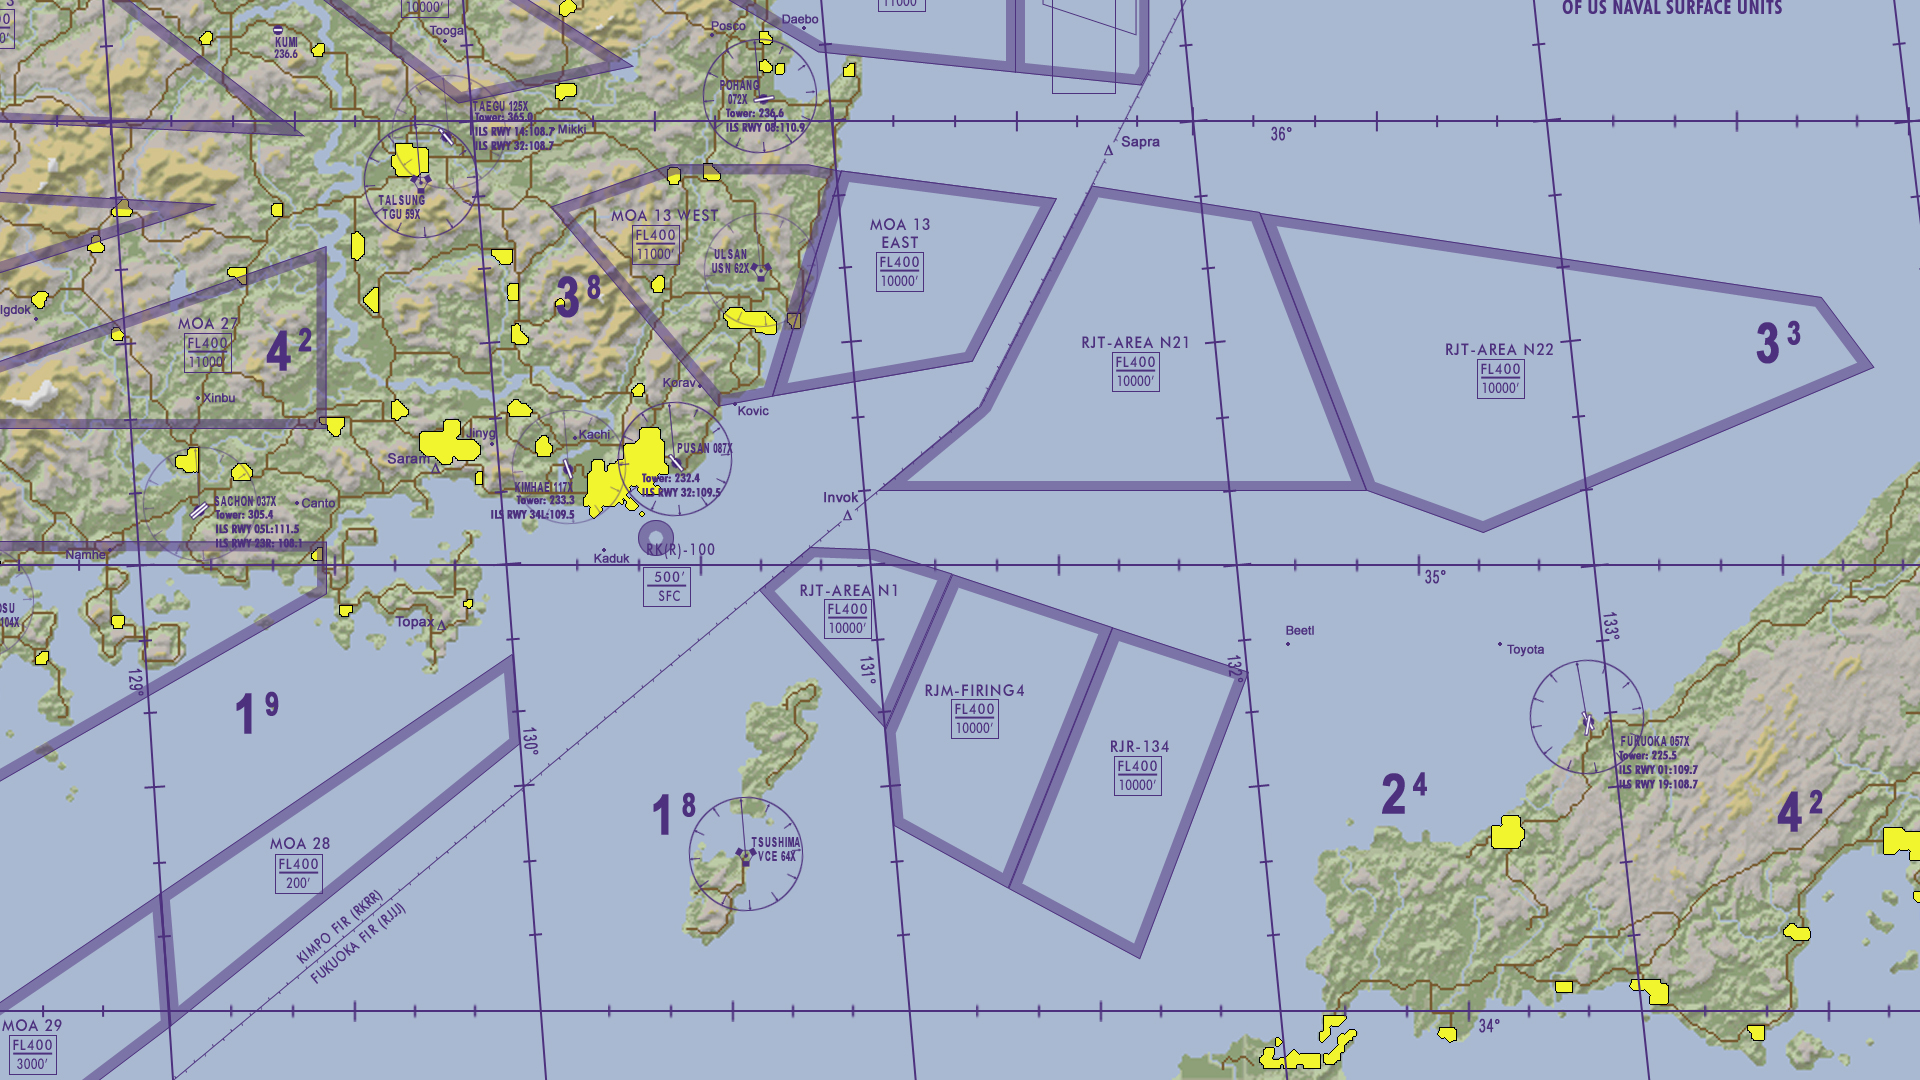 OF US NAVAL SURFACE UNITS
10000'
11000'
Tooga
Posco
Daebo
KUMI
236.6
POHANG
072X
Tower: 236.6
ILS RWY 08:110.9
TAEGU 125X
Tower: 365.0
ILS RWY 14:108.7
ILS RWY 32:108.7
Mikki
Sapra
36°
TALSUNG
TGU 59X
MOA 13 WEST
FL400
11000'
ULSAN
USN 62X
MOA 13
EAST
FL400
10000'
3 8
Igdok
MOA 27
FL400
11000'
4 2
RJT-AREA N21
FL400
10000'
RJT-AREA N22
FL400
10000'
3 3
Xinbu
Korav
Kovic
Jinyg
Kachi
Saram
PUSAN 087X
Tower: 232.4
ILS RWY 32:109.5
KIMHAE 117X
Tower: 233.3
ILS RWY 34L:109.5
SACHON 037X
Tower: 305.4
ILS RWY 05L:111.5
ILS RWY 23R: 108.1
Canto
Invok
Namhe
Kaduk
RK(R)-100
500'
SFC
35°
RJT-AREA N1
FL400
10000'
OSU
104X
Topax
Beetl
Toyota
133°
129°
131°
132°
130°
1 9
RJM-FIRING4
FL400
10000'
RJR-134
FL400
10000'
FURUOKA 057X
Tower: 225.5
ILS RWY 01:109.7
ILS RWY 19:108.7
1 8
2 4
4 2
TSUSHIMA
VCE 64X
MOA 28
FL400
200'
KIMPO FIR (RKRR)
FUKUOKA FIR (RJJJ)
MOA 29
FL400
3000'
34°